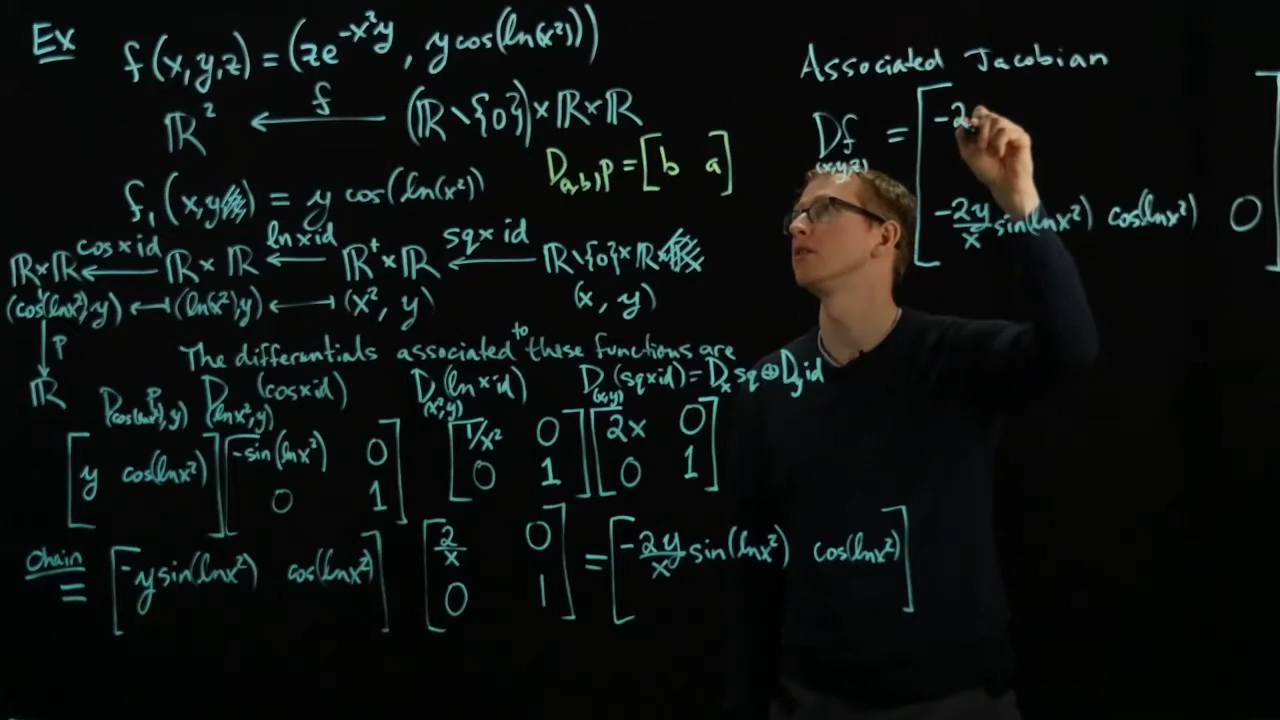 Ex f(x,y,z) = (ze^{-x²y}, y cos(ln(x²)))
ℝ² ←f— (ℝ\{0})×ℝ×ℝ
D_{(a,b)}p = [b a]
f₁(x,y) = y cos(ln(x²))
ℝ×ℝ ←cos×id— ℝ×ℝ ←ln×id— ℝ⁺×ℝ ←sq×id— ℝ\{0}×ℝ
(cos(lnx²),y) ↤ (ln(x²),y) ↤ (x², y) (x, y)
↓ p
ℝ
The differentials associated to these functions are
D_{(cos(lnx²),y)}p D_{(lnx²,y)}(cos×id) D_{(x²,y)}(ln×id) D_{(x,y)}(sq×id) = D_x sq ⊕ D_y id
[y cos(lnx²)] [-sin(lnx²) 0; 0 1] [1/x² 0; 0 1] [2x 0; 0 1]
Chain = [-y sin(lnx²) cos(lnx²)] [2/x 0; 0 1] = [-2y/x sin(lnx²) cos(lnx²)]
Associated Jacobian
D_{(x,y,z)}f = [-2
-2y/x sin(lnx²) cos(lnx²) 0]